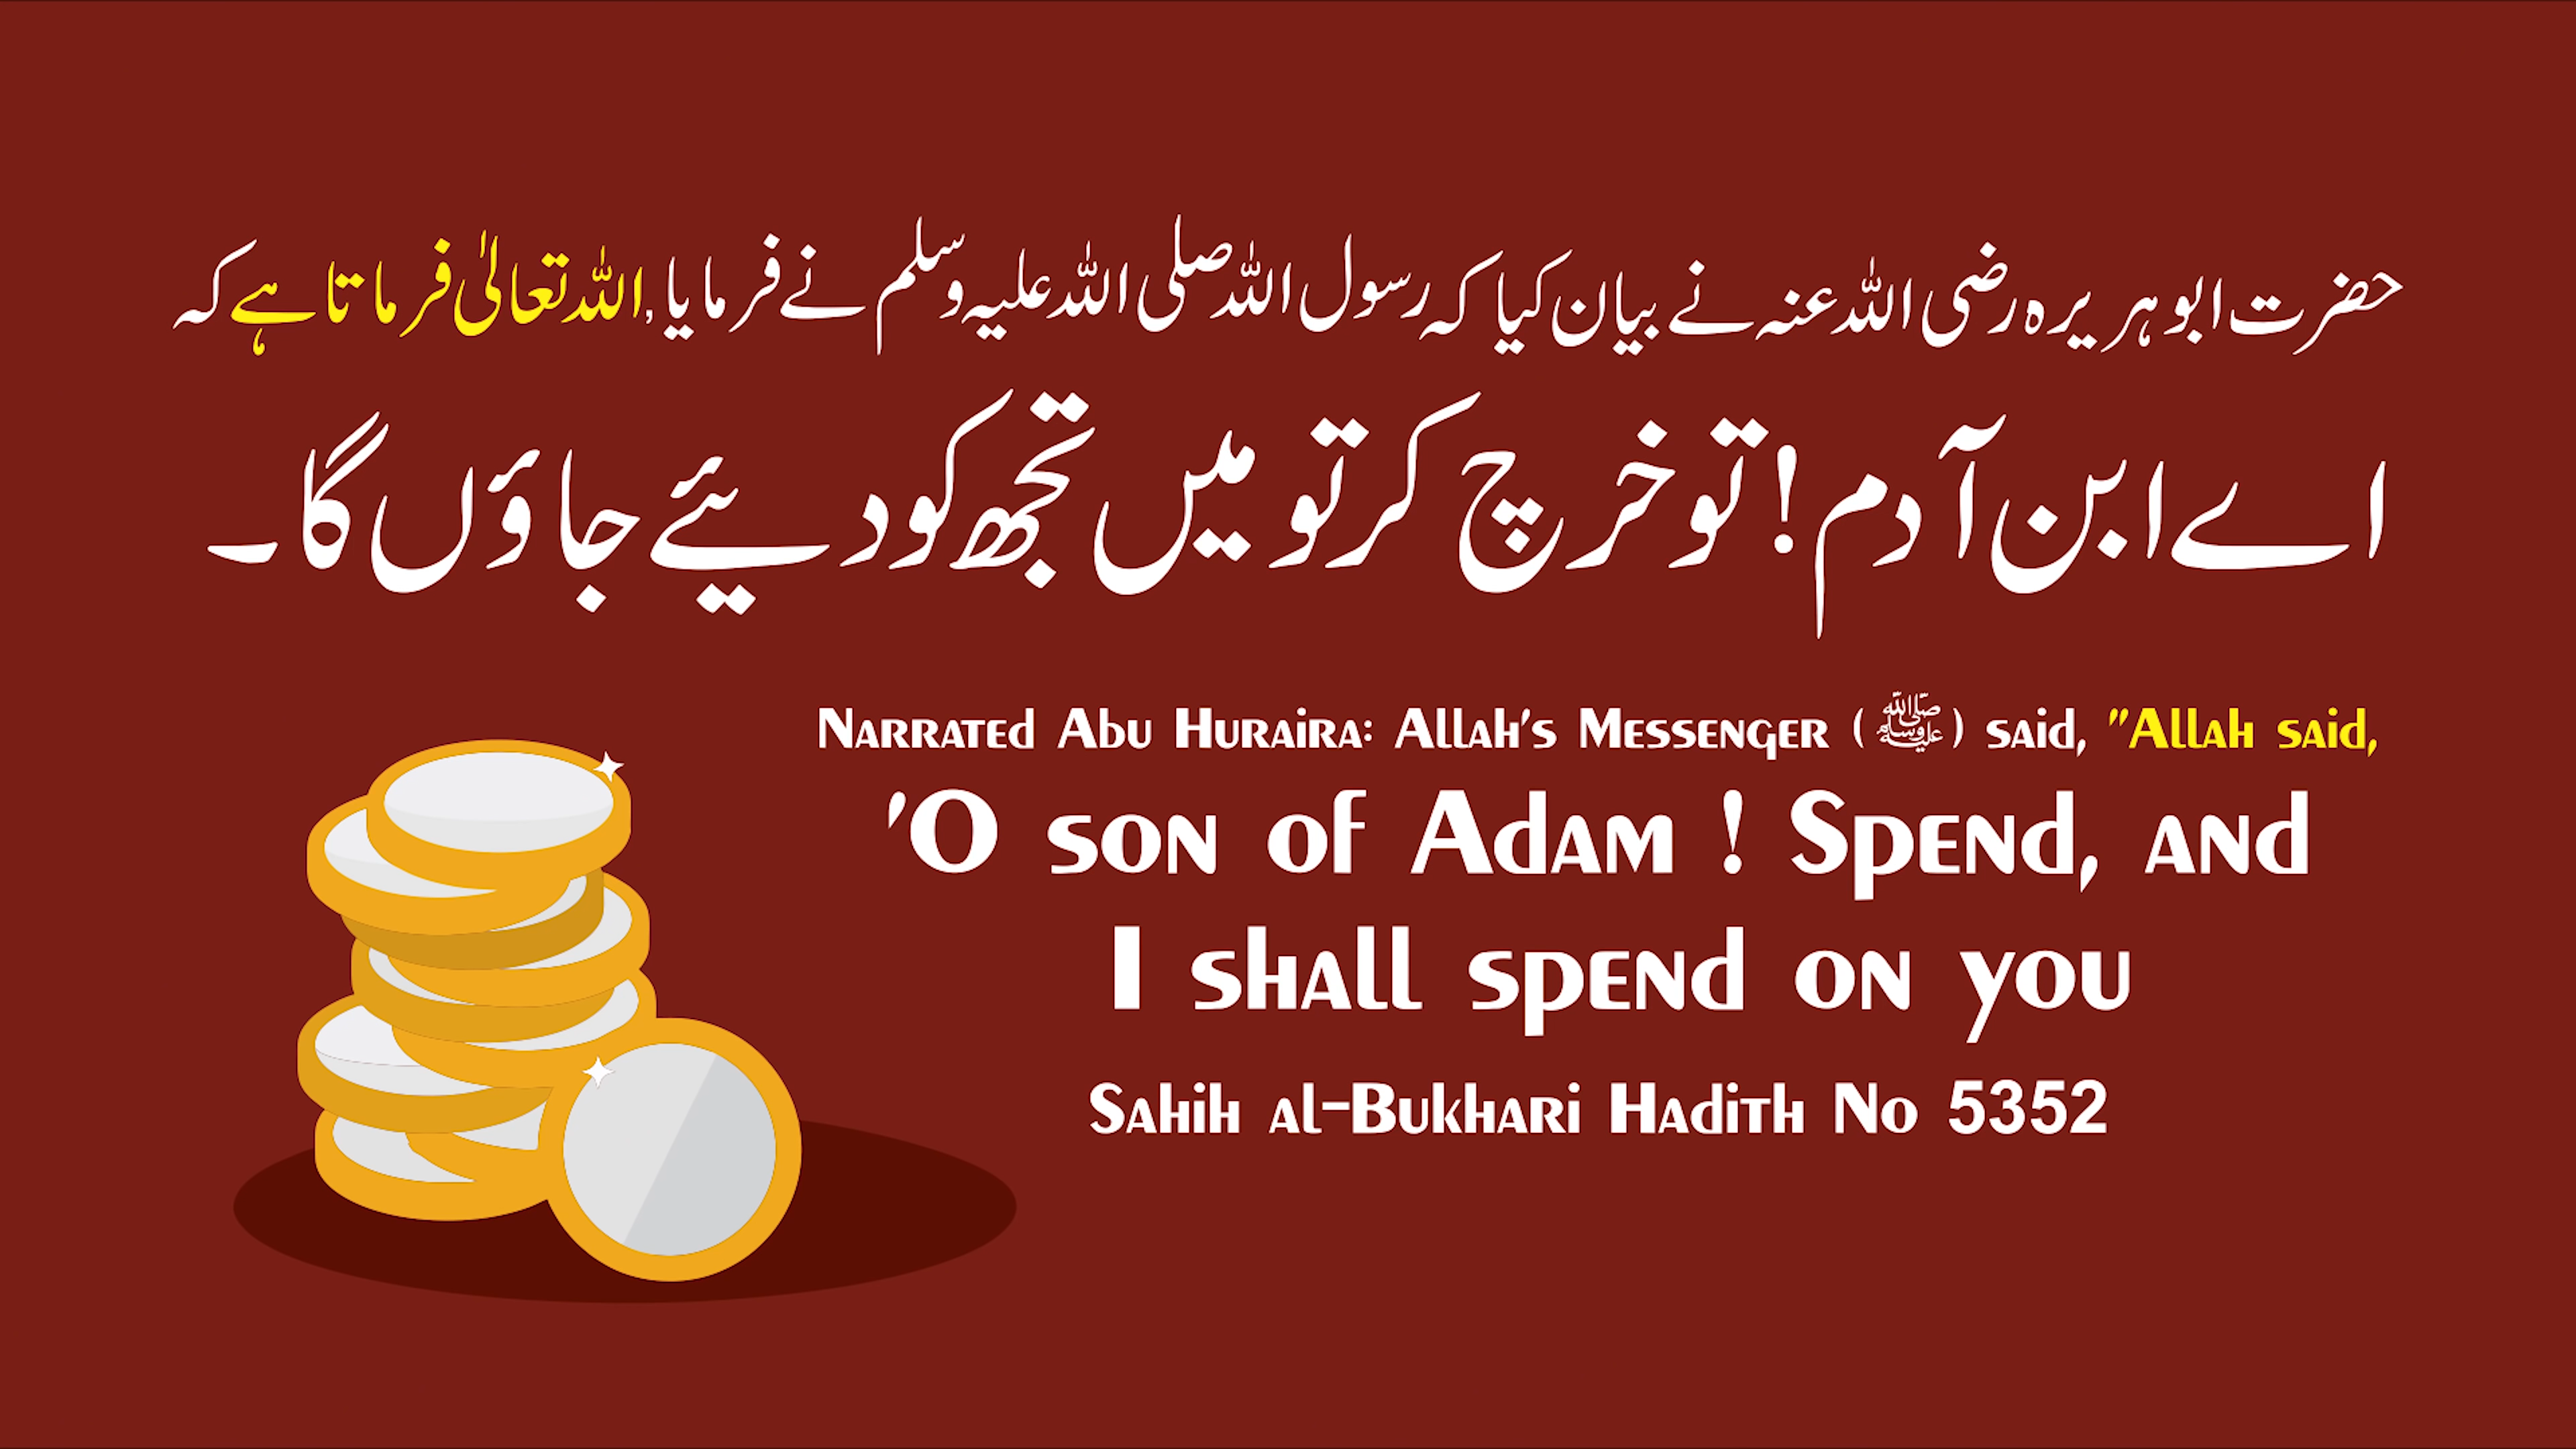 حضرت ابوہریرہ رضی اللہ عنہ نے بیان کیا کہ رسول اللہ صلی اللہ علیہ وسلم نے فرمایا, اللہ تعالیٰ فرماتا ہے کہ
اے ابن آدم! تو خرچ کر تو میں تجھ کو دیئے جاؤں گا۔
Narrated Abu Huraira: Allah's Messenger (ﷺ) said, "Allah said,
'O son of Adam ! Spend, and
I shall spend on you
Sahih al-Bukhari Hadith No 5352